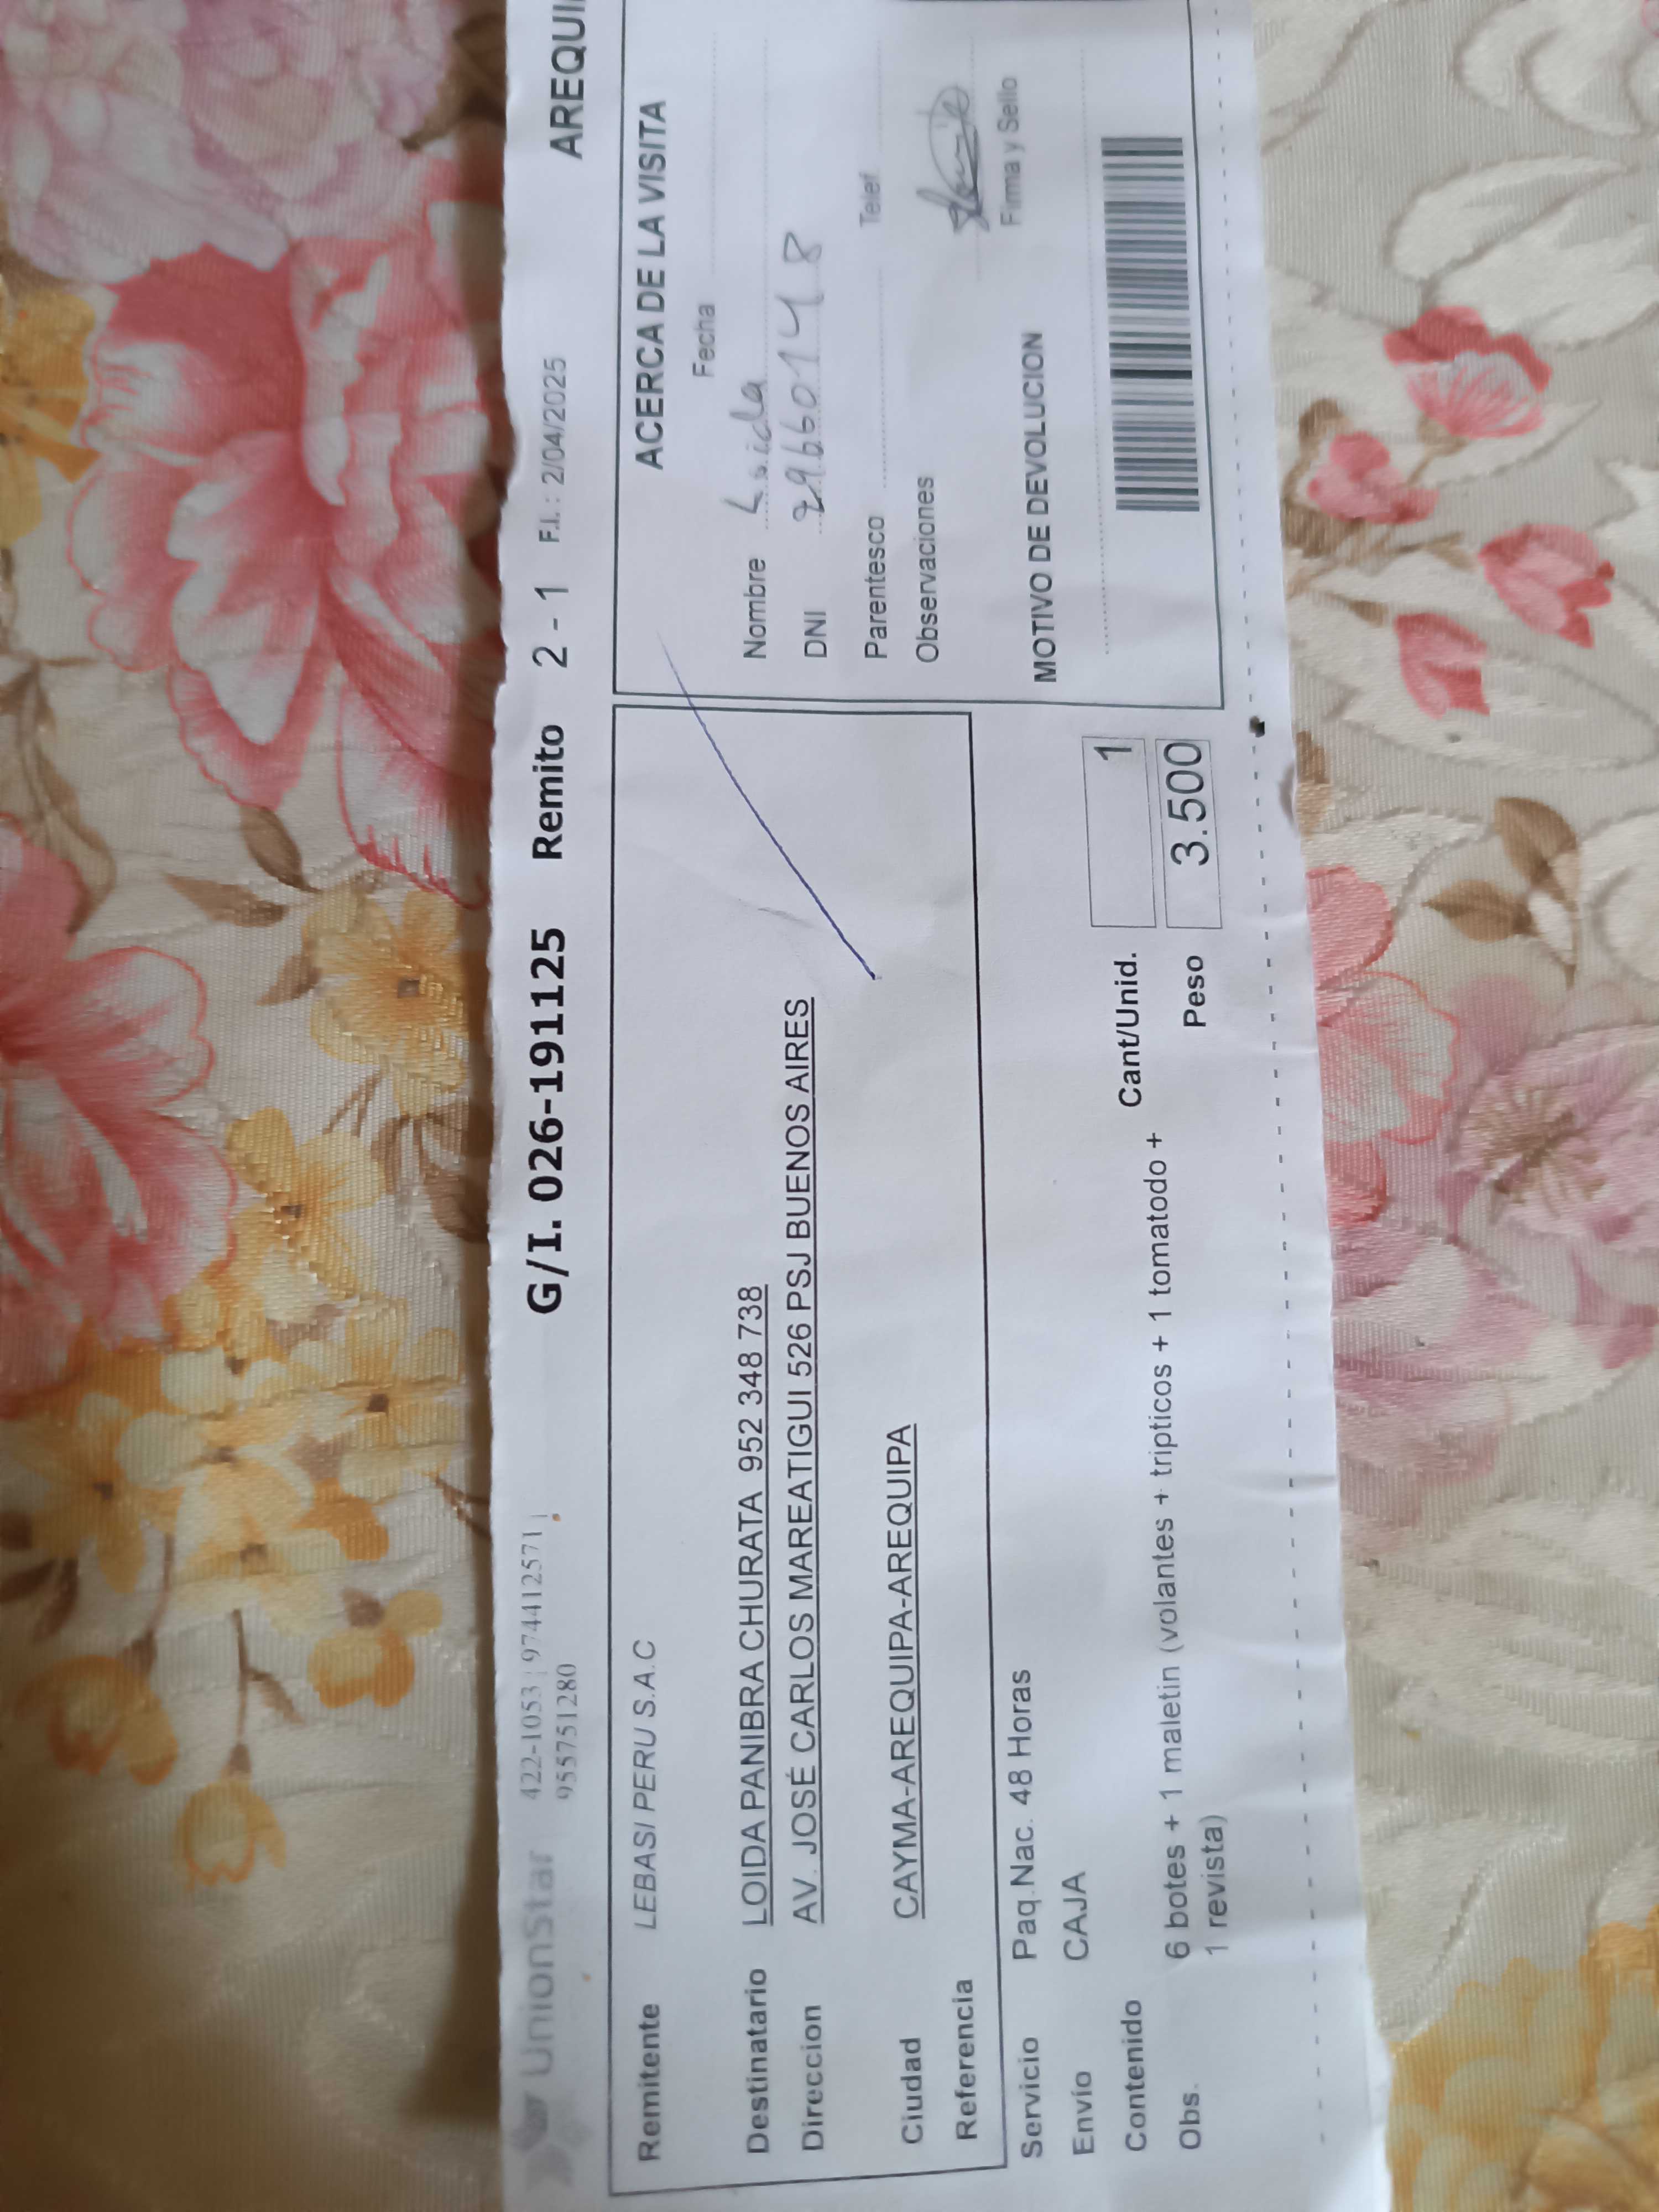 UnionStar 422-1053 | 974412571 |
955751280
G/I. 026-191125 Remito 2 - 1 F.I.: 2/04/2025 AREQUI
Remitente LEBASI PERU S.A.C
Destinatario LOIDA PANIBRA CHURATA 952 348 738
Direccion AV. JOSÉ CARLOS MAREATIGUI 526 PSJ BUENOS AIRES
Ciudad CAYMA-AREQUIPA-AREQUIPA
Referencia
Servicio Paq.Nac. 48 Horas
Envío CAJA
Contenido
Obs. 6 botes + 1 maletin (volantes + tripticos + 1 tomatodo +
1 revista)
Cant/Unid. 1
Peso 3.500
ACERCA DE LA VISITA
Fecha
Nombre
DNI 29660148
Parentesco Telef.
Observaciones
Firma y Sello
MOTIVO DE DEVOLUCION